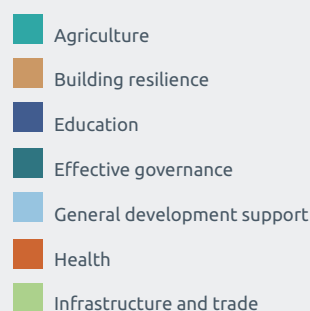 Agriculture
Building resilience
Education
Effective governance
General development support
Health
Infrastructure and trade